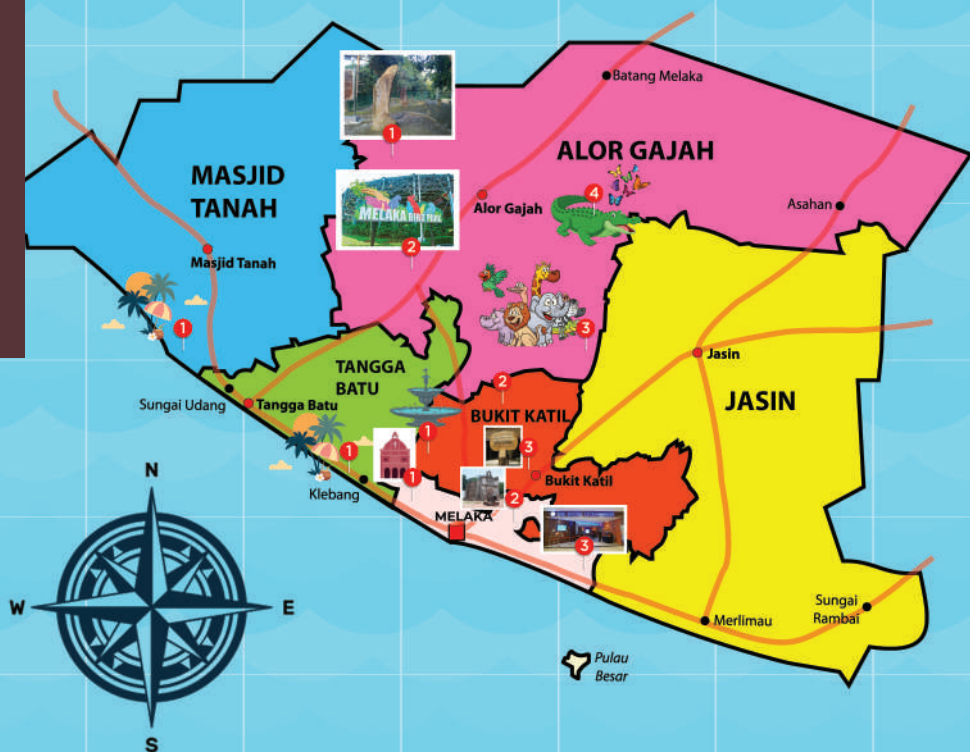 Batang Melaka
1
ALOR GAJAH
MASJID
TANAH
MELAKA BIRD PARK
2
4
Alor Gajah
Asahan
Masjid Tanah
1
3
TANGGA
BATU
Jasin
2
Sungai Udang
Tangga Batu
JASIN
BUKIT KATIL
1
1
3
1
Bukit Katil
Klebang
2
MELAKA
3
N
W
E
S
Sungai
Rambai
Merlimau
Pulau
Besar